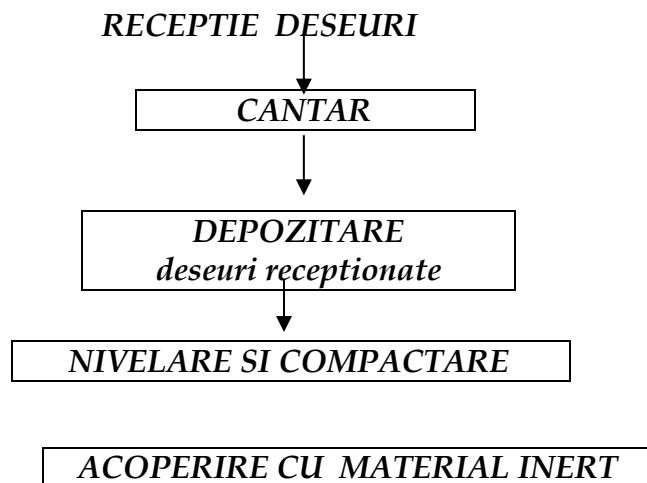 RECEPTIE DESEURI
CANTAR
DEPOZITARE
deseuri receptionate
NIVELARE SI COMPACTARE
ACOPERIRE CU MATERIAL INERT